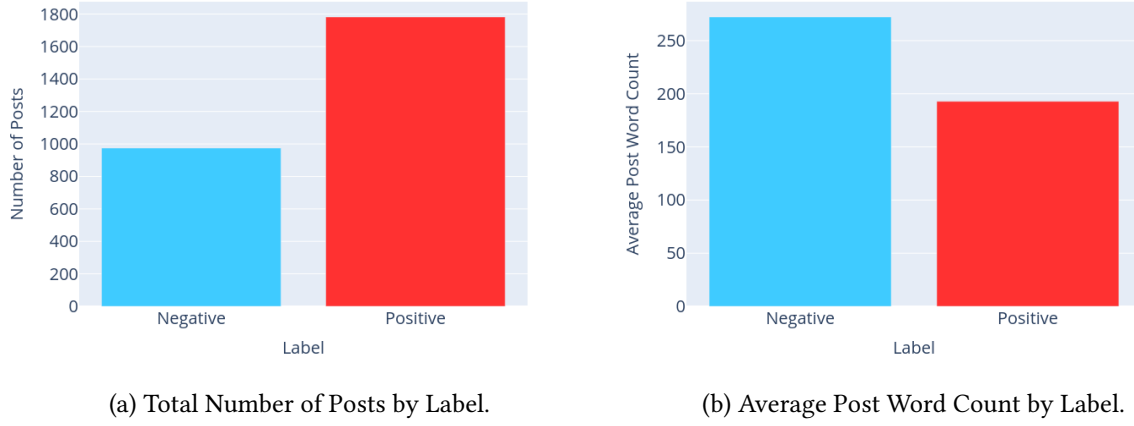 1800
1600
1400
1200
1000
800
600
400
200
0
Number of Posts
Negative Positive
Label
(a) Total Number of Posts by Label.
250
200
150
100
50
0
Average Post Word Count
Negative Positive
Label
(b) Average Post Word Count by Label.